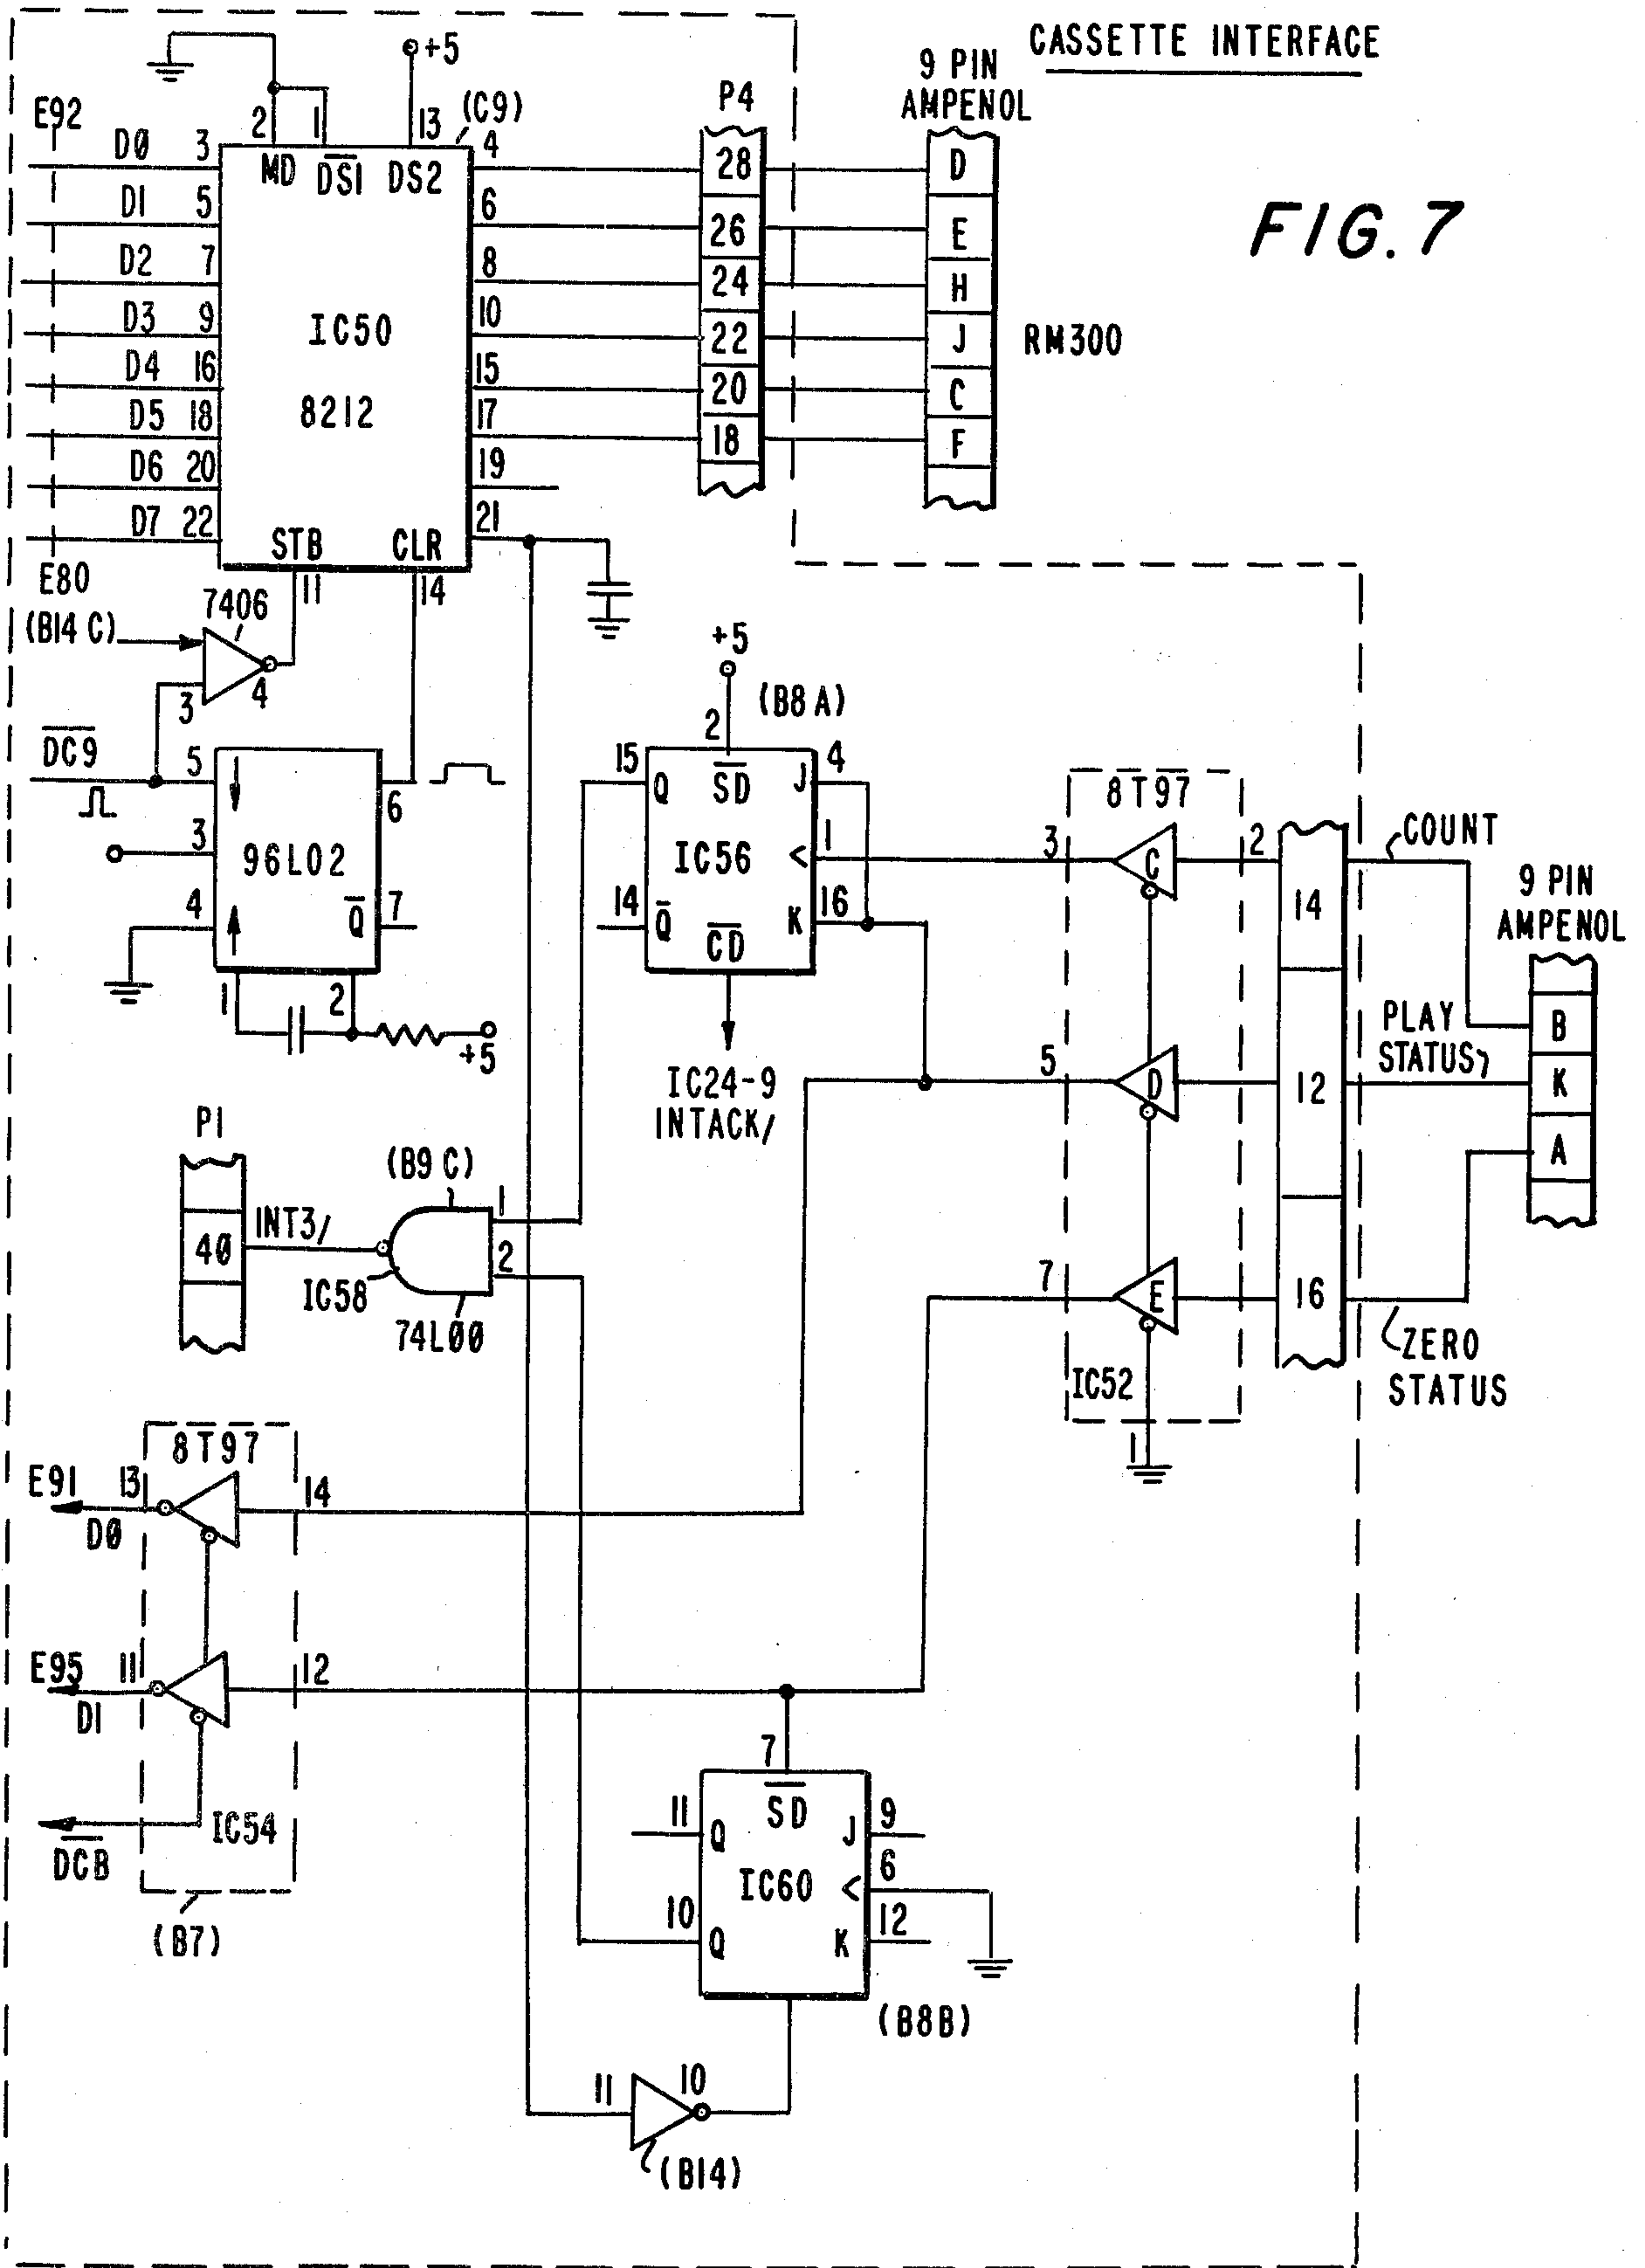 CASSETTE INTERFACE
FIG. 7
+5
9 PIN
AMPENOL
P4
(C9)
E92
2 1 13
MD D̅S̅1̅ DS2
D0 3 4 28 D
D1 5 6 26 E
D2 7 8 24 H
D3 9 10 22 J
RM300
IC50
D4 16 15 20 C
8212
D5 18 17 18 F
D6 20 19
D7 22 21
STB CLR
E80
11 14
7406
(B14 C)
3 4
D̅C̅9̅
5 6
3
96L02
4 Q̅ 7
1 2
+5
+5
(B8 A)
2
15 Q S̅D̅ J 4
IC56
< 1
14 Q̅ C̅D̅ K 16
IC24-9
INTACK/
8T97
3 C 2
14
COUNT
9 PIN
AMPENOL
B
PLAY
STATUS
5 D 12 K
A
7 E 16
IC52
1
ZERO
STATUS
P1
(B9 C)
40 INT3/
1
2
IC58
74L00
8T97
E91 13 14
D0
E95 11 12
D1
IC54
D̅C̅B̅
(B7)
7
S̅D̅
11 Q J 9
IC60
< 6
10 Q K 12
(B8B)
11 10
(B14)